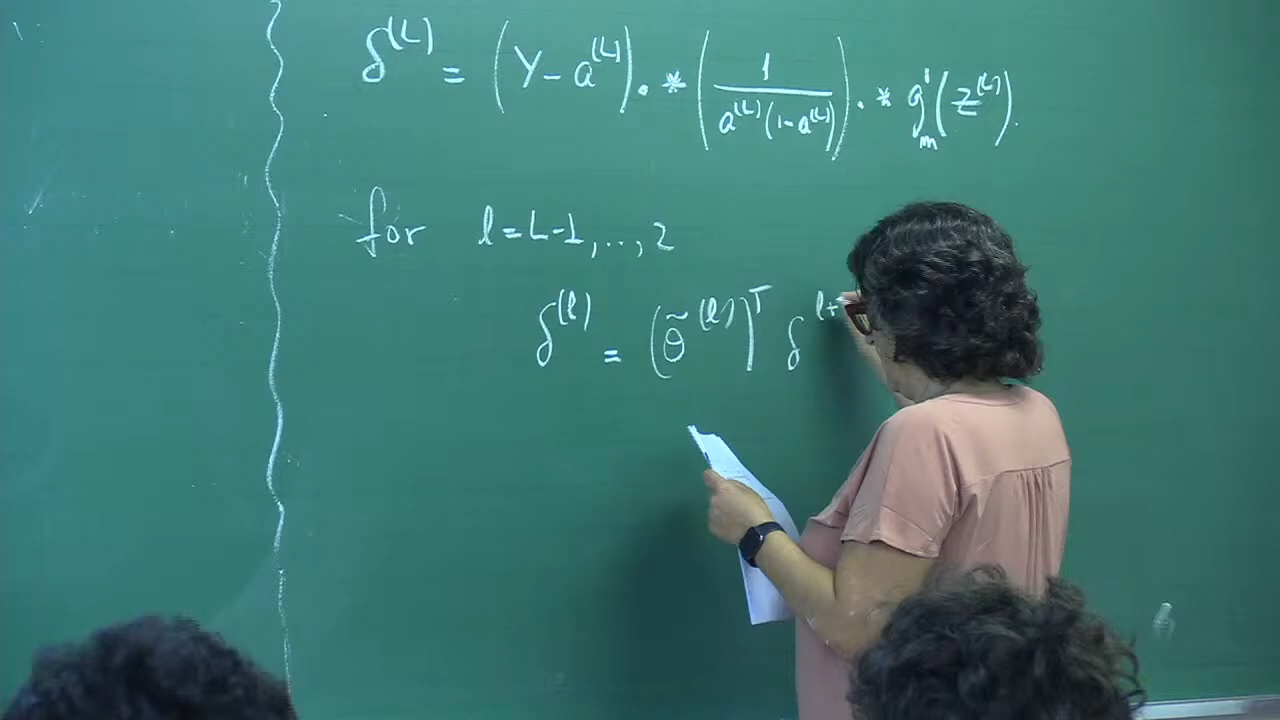 δ^(L) = (Y - a^(L)) .* (1 / a^(L)(1-a^(L))) .* g'_m(z^(L)).
for l = L-1, .., 2
δ^(l) = (θ̃^(l))^T δ^l+